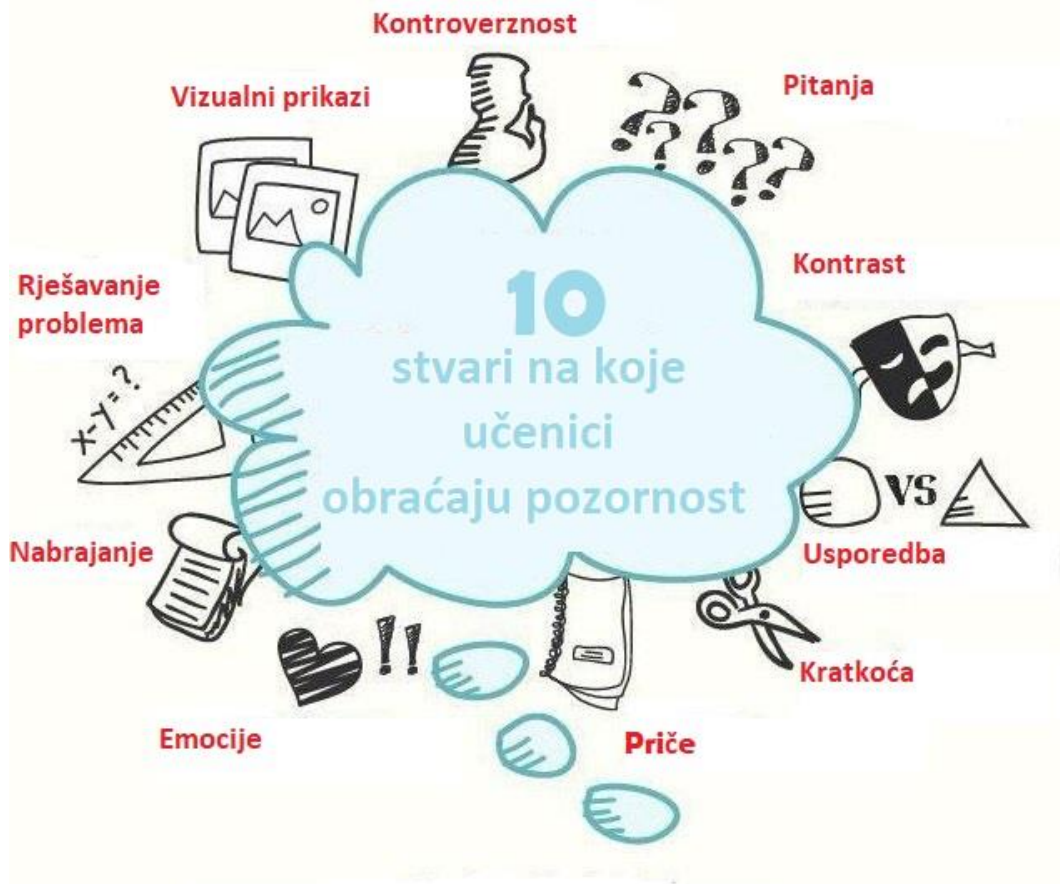 Kontroverznost
Pitanja
Vizualni prikazi
Kontrast
Rješavanje
problema
10
stvari na koje
učenici
obraćaju pozornost
x-y=?
VS
Nabrajanje
Usporedba
Kratkoća
Emocije
Priče